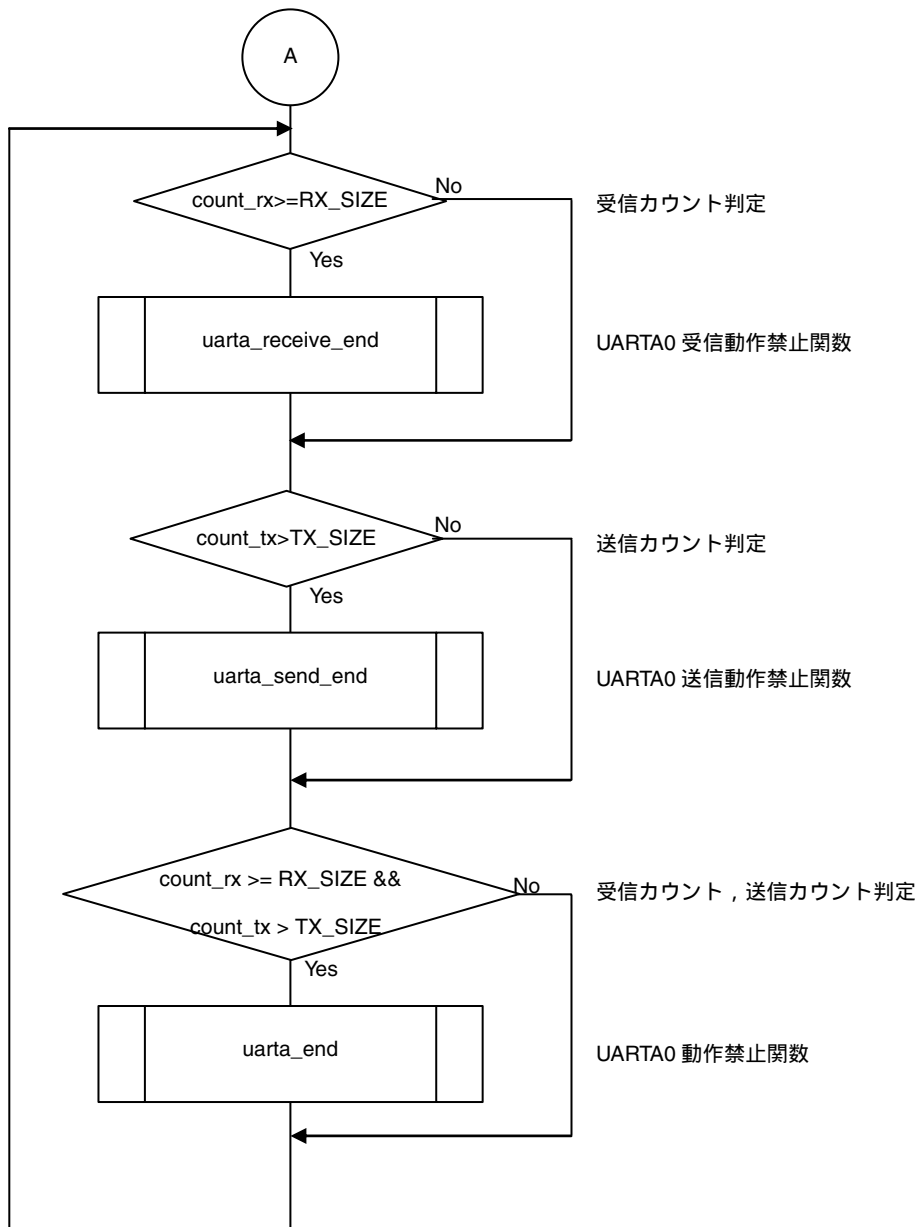 A
count_rx>=RX_SIZE
No
受信カウント判定
Yes
uarta_receive_end
UARTA0 受信動作禁止関数
count_tx>TX_SIZE
No
送信カウント判定
Yes
uarta_send_end
UARTA0 送信動作禁止関数
count_rx >= RX_SIZE &&
count_tx > TX_SIZE
No
受信カウント，送信カウント判定
Yes
uarta_end
UARTA0 動作禁止関数